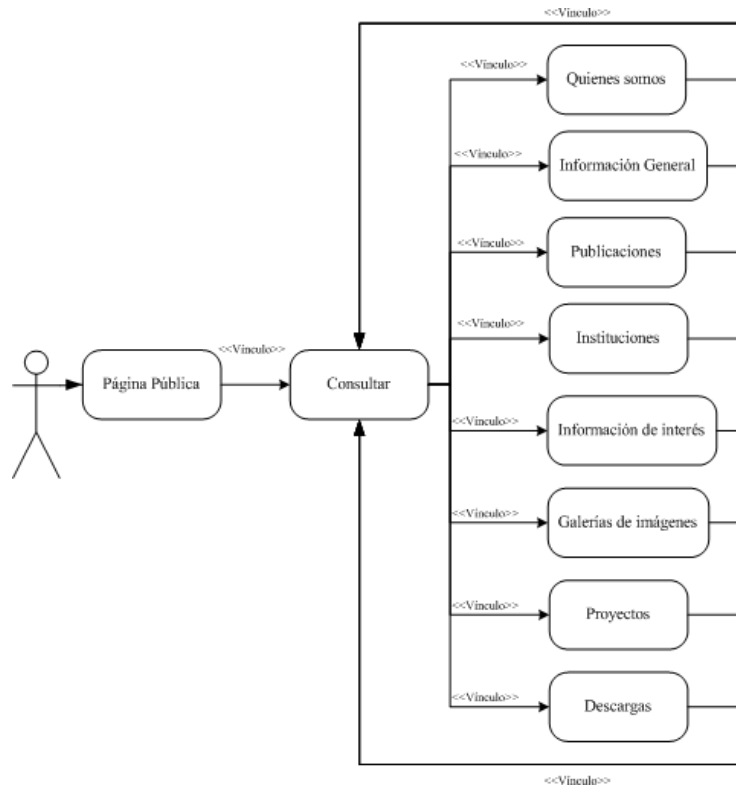 <<Vínculo>>
<<Vínculo>>
Quienes somos
<<Vínculo>>
Información General
<<Vínculo>>
Publicaciones
<<Vínculo>>
Instituciones
<<Vínculo>>
Página Pública
Consultar
<<Vínculo>>
Información de interés
<<Vínculo>>
Galerías de imágenes
<<Vínculo>>
Proyectos
<<Vínculo>>
Descargas
<<Vínculo>>